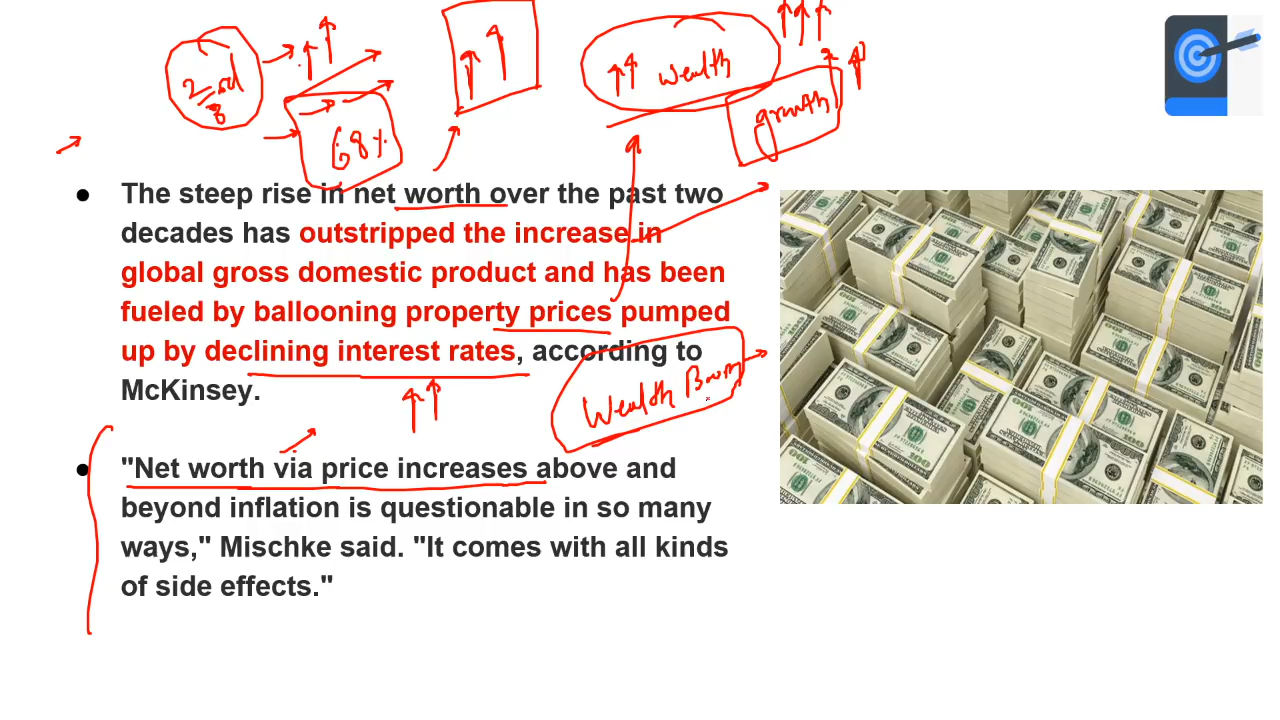 68%
wealth
growth
● The steep rise in net worth over the past two
decades has outstripped the increase in
global gross domestic product and has been
fueled by ballooning property prices pumped
up by declining interest rates, according to
McKinsey.
Wealth Boom
● "Net worth via price increases above and
beyond inflation is questionable in so many
ways," Mischke said. "It comes with all kinds
of side effects."